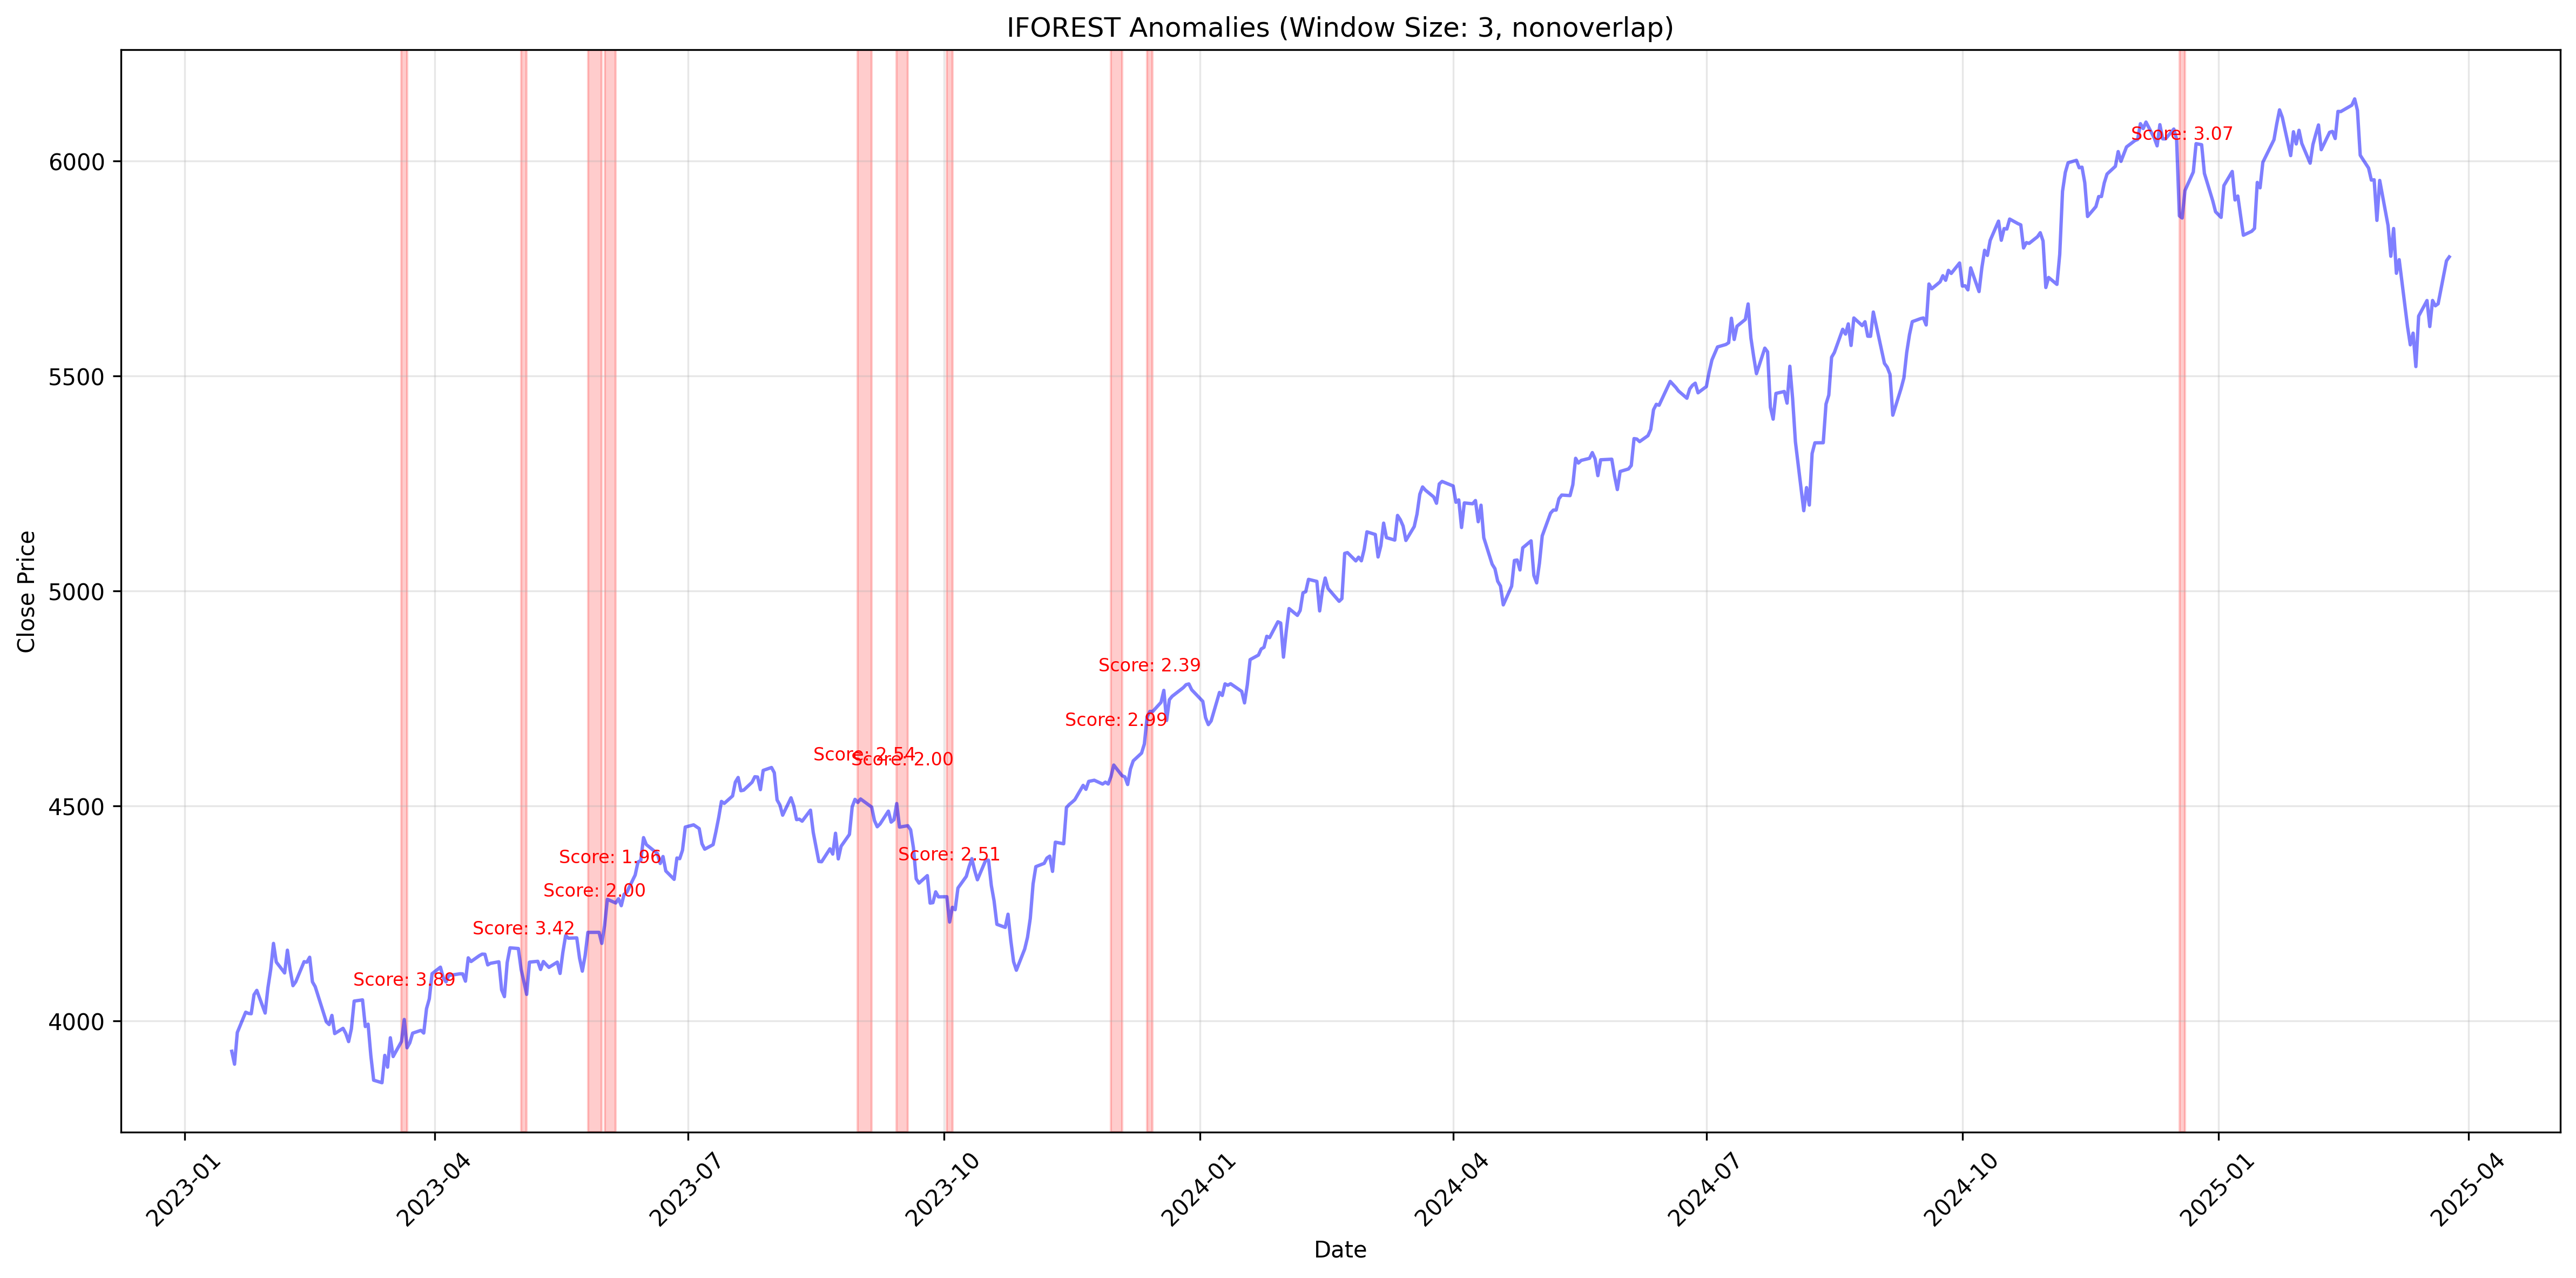 IFOREST Anomalies (Window Size: 3, nonoverlap)
Close Price
6000
5500
5000
4500
4000
Score: 3.07
Score: 2.39
Score: 2.99
Score: 2.54
Score: 2.00
Score: 1.96
Score: 2.51
Score: 2.00
Score: 3.42
Score: 3.89
2023-01
2023-04
2023-07
2023-10
2024-01
2024-04
2024-07
2024-10
2025-01
2025-04
Date